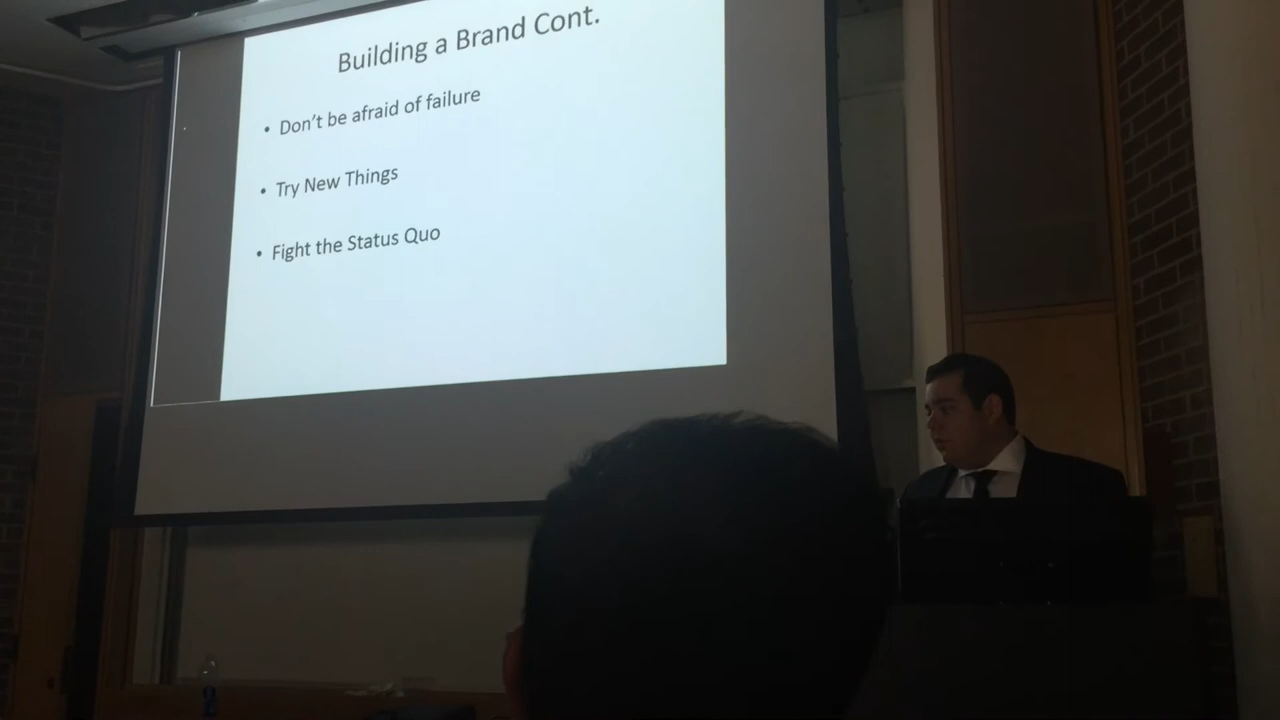 Building a Brand Cont.
• Don't be afraid of failure
• Try New Things
• Fight the Status Quo